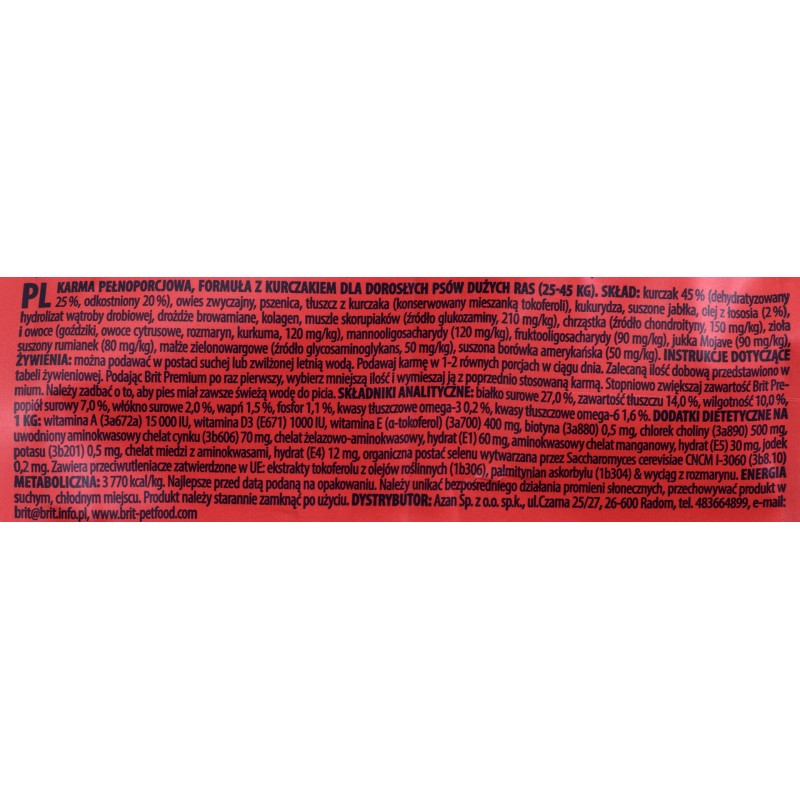 PL KARMA PEŁNOPORCJOWA, FORMUŁA Z KURCZAKIEM DLA DOROSŁYCH PSÓW DUŻYCH RAS (25-45 KG). SKŁAD: kurczak 45 % (dehydratyzowany
25 %, odkostniony 20 %), owies zwyczajny, pszenica, tłuszcz z kurczaka (konserwowany mieszanką tokoferoli), kukurydza, suszone jabłka, olej z łososia (2 %),
hydrolizat wątroby drobiowej, drożdże browarniane, kolagen, muszle skorupiaków (źródło glukozaminy, 210 mg/kg), chrząstka (źródło chondroityny, 150 mg/kg), zioła
i owoce (goździki, owoce cytrusowe, rozmaryn, kurkuma, 120 mg/kg), mannooligosacharydy (120 mg/kg), fruktooligosacharydy (90 mg/kg), jukka Mojave (90 mg/kg),
suszony rumianek (80 mg/kg), małże zielonowargowe (źródło glycosaminoglykans, 50 mg/kg), suszona borówka amerykańska (50 mg/kg). INSTRUKCJE DOTYCZĄCE
ŻYWIENIA: można podawać w postaci suchej lub zwilżonej letnią wodą. Podawaj karmę w 1-2 równych porcjach w ciągu dnia. Zalecaną ilość dobową przedstawiono w
tabeli żywieniowej. Podając Brit Premium po raz pierwszy, wybierz mniejszą ilość i wymieszaj ją z poprzednio stosowaną karmą. Stopniowo zwiększaj zawartość Brit Pre-
mium. Należy zadbać o to, aby pies miał zawsze świeżą wodę do picia. SKŁADNIKI ANALITYCZNE: białko surowe 27,0 %, zawartość tłuszczu 14,0 %, wilgotność 10,0 %,
popiół surowy 7,0 %, włókno surowe 2,0 %, wapń 1,5 %, fosfor 1,1 %, kwasy tłuszczowe omega-3 0,2 %, kwasy tłuszczowe omega-6 1,6 %. DODATKI DIETETYCZNE NA
1 KG: witamina A (3a672a) 15 000 IU, witamina D3 (E671) 1000 IU, witamina E (α-tokoferol) (3a700) 400 mg, biotyna (3a880) 0,5 mg, chlorek choliny (3a890) 500 mg,
uwodniony aminokwasowy chelat cynku (3b606) 70 mg, chelat żelazowo-aminokwasowy, hydrat (E1) 60 mg, aminokwasowy chelat manganowy, hydrat (E5) 30 mg, jodek
potasu (3b201) 0,5 mg, chelat miedzi z aminokwasami, hydrat (E4) 12 mg, organiczna postać selenu wytwarzana przez Saccharomyces cerevisiae CNCM I-3060 (3b8.10)
0,2 mg. Zawiera przeciwutleniacze zatwierdzone w UE: ekstrakty tokoferolu z olejów roślinnych (1b306), palmitynian askorbylu (1b304) & wyciąg z rozmarynu. ENERGIA
METABOLICZNA: 3 770 kcal/kg. Najlepsze przed datą podaną na opakowaniu. Należy unikać bezpośredniego działania promieni słonecznych, przechowywać produkt w
suchym, chłodnym miejscu. Produkt należy starannie zamknąć po użyciu. DYSTRYBUTOR: Azan Sp. z o.o. sp.k., ul.Czarna 25/27, 26-600 Radom, tel. 483664899, e-mail:
brit@brit.info.pl, www.brit-petfood.com